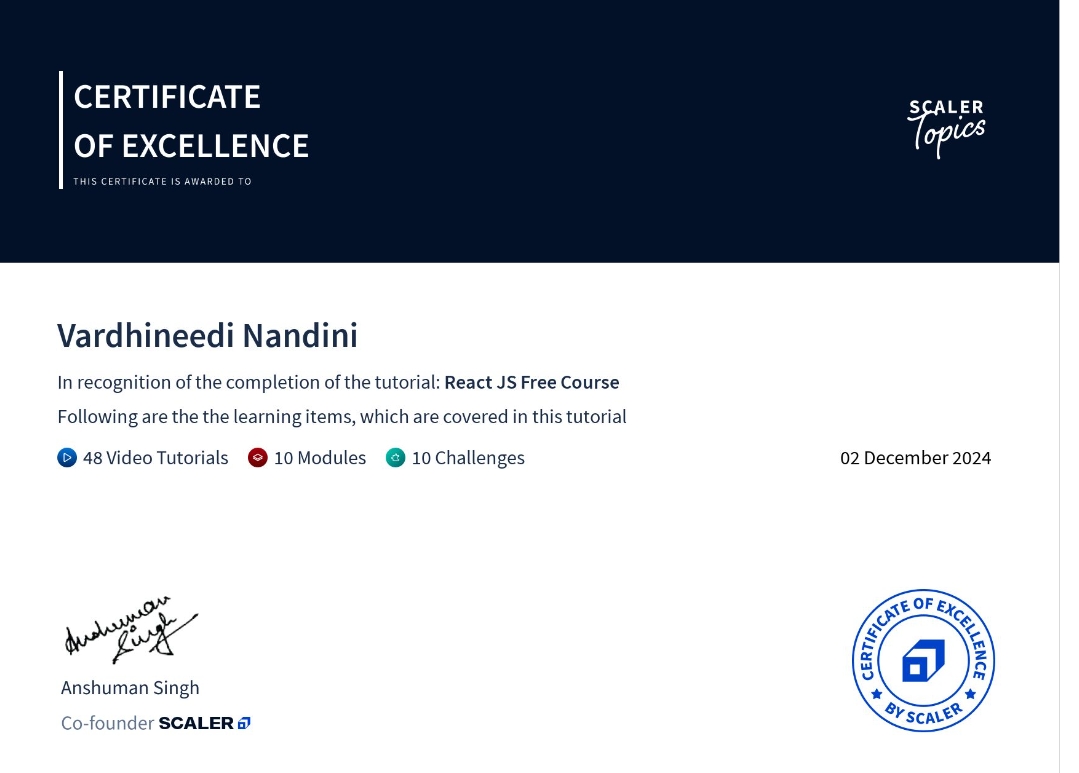 CERTIFICATE
OF EXCELLENCE
THIS CERTIFICATE IS AWARDED TO
SCALER
Topics
Vardhineedi Nandini
In recognition of the completion of the tutorial: React JS Free Course
Following are the the learning items, which are covered in this tutorial
48 Video Tutorials 10 Modules 10 Challenges 02 December 2024
Anshuman
Singh
Anshuman Singh
Co-founder SCALER
CERTIFICATE OF EXCELLENCE
BY SCALER